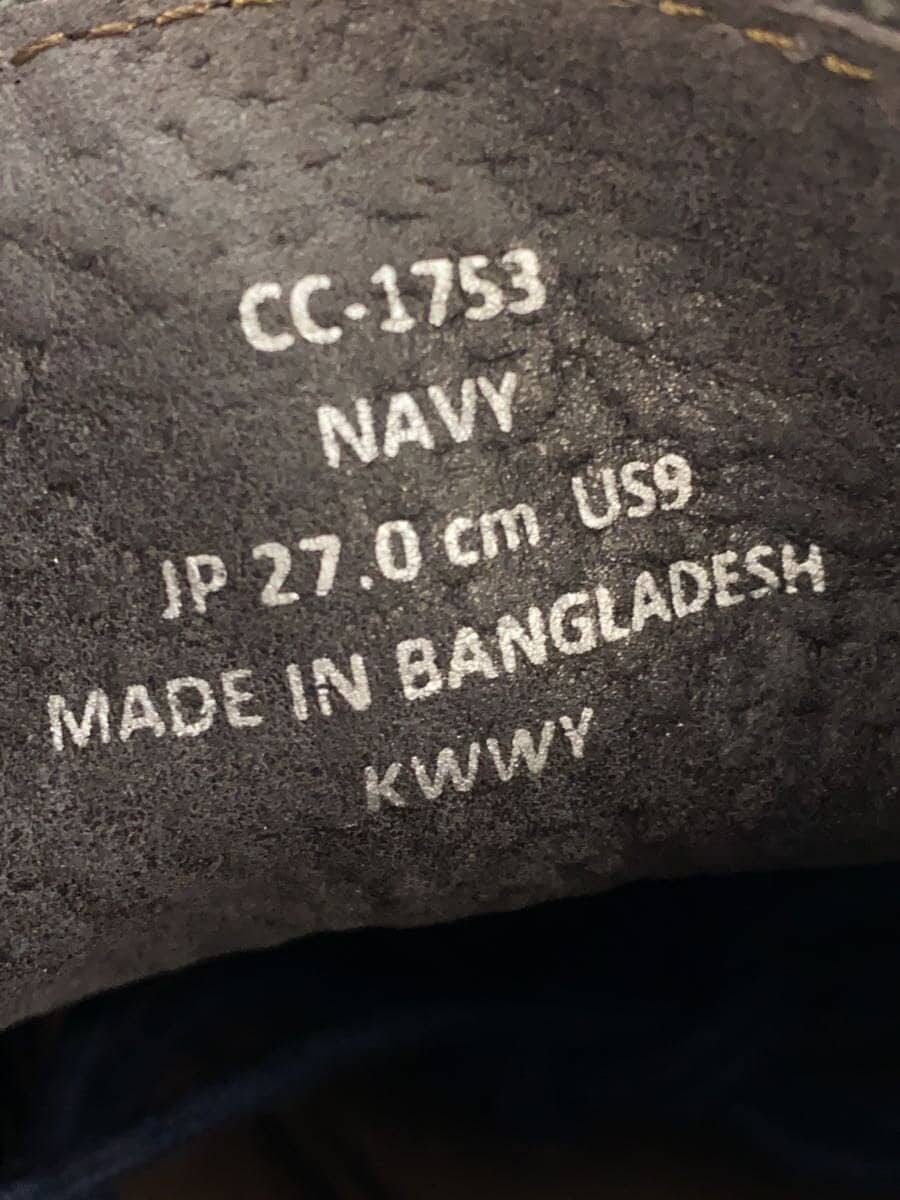 CC-1753
NAVY
JP 27.0 cm US9
MADE IN BANGLADESH
KWWY